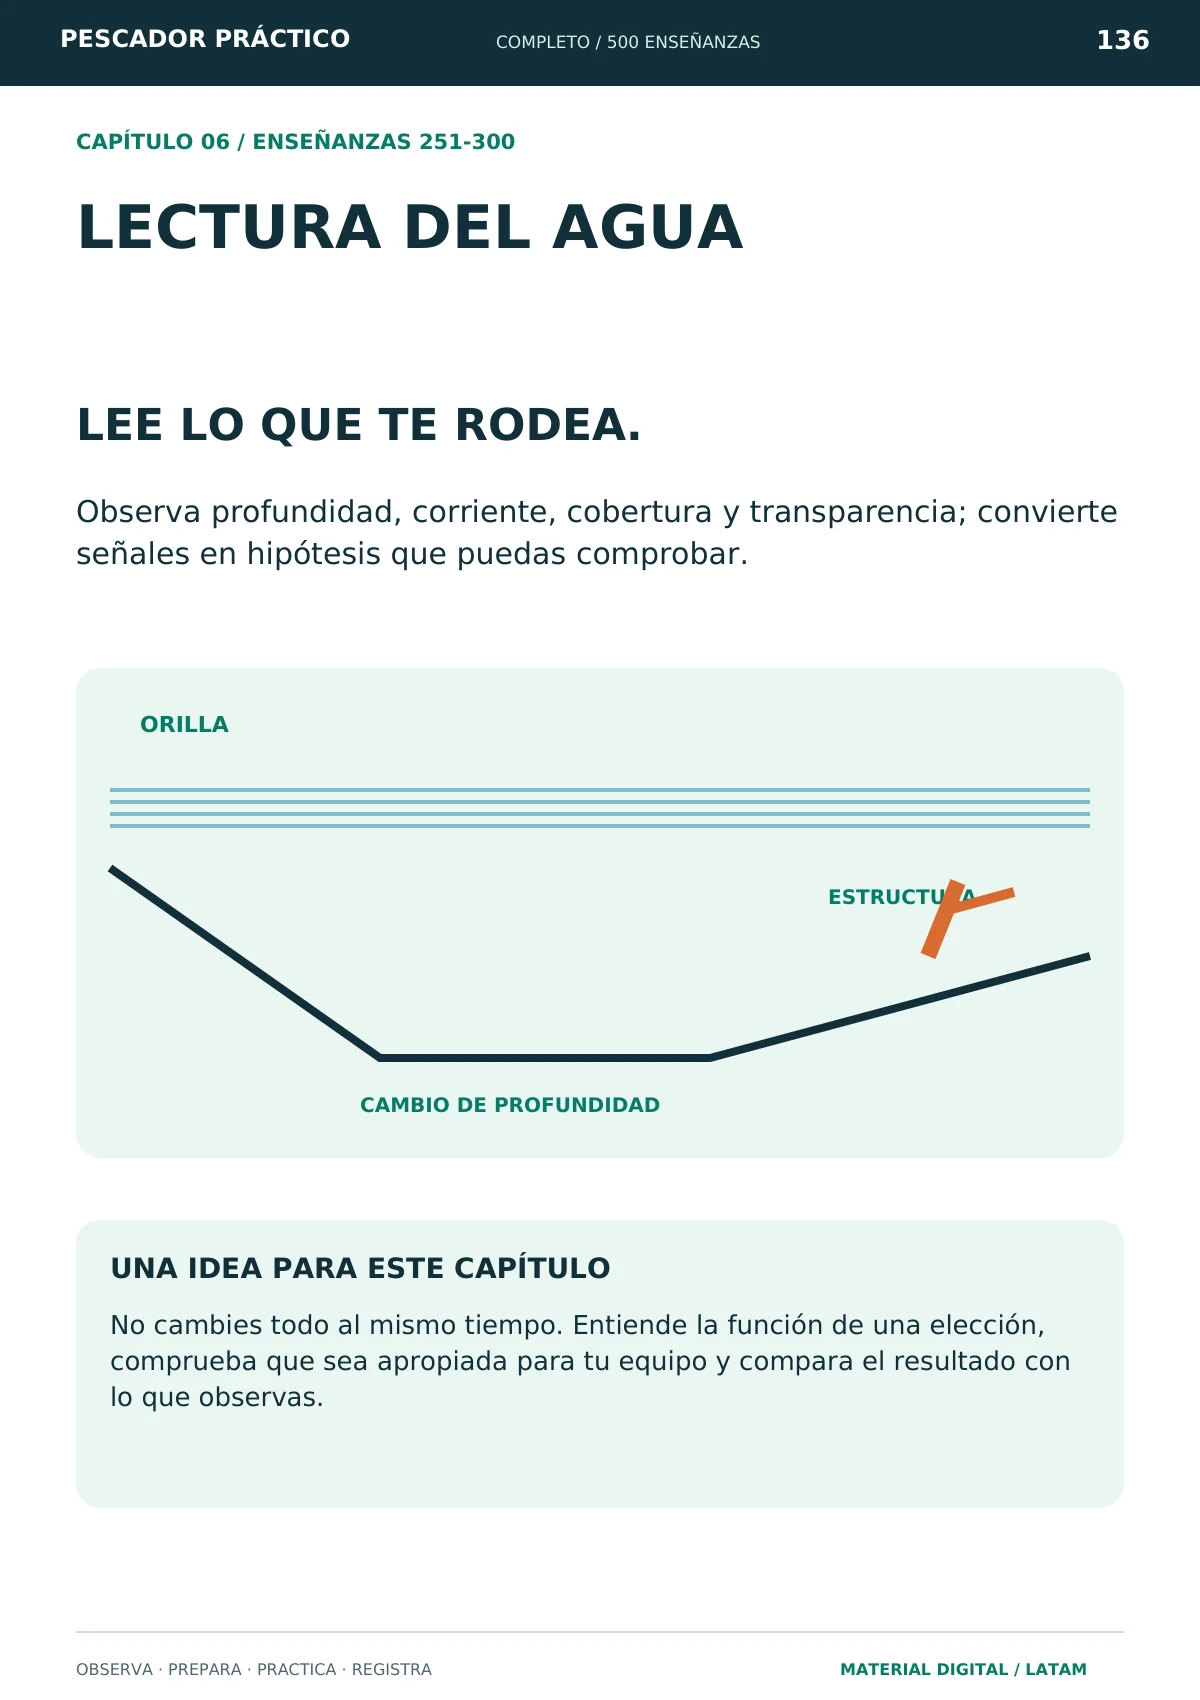 PESCADOR PRÁCTICO
COMPLETO / 500 ENSEÑANZAS
136
CAPÍTULO 06 / ENSEÑANZAS 251-300
LECTURA DEL AGUA
LEE LO QUE TE RODEA.
Observa profundidad, corriente, cobertura y transparencia; convierte
señales en hipótesis que puedas comprobar.
ORILLA
ESTRUCTURA
CAMBIO DE PROFUNDIDAD
UNA IDEA PARA ESTE CAPÍTULO
No cambies todo al mismo tiempo. Entiende la función de una elección,
comprueba que sea apropiada para tu equipo y compara el resultado con
lo que observas.
OBSERVA · PREPARA · PRACTICA · REGISTRA
MATERIAL DIGITAL / LATAM